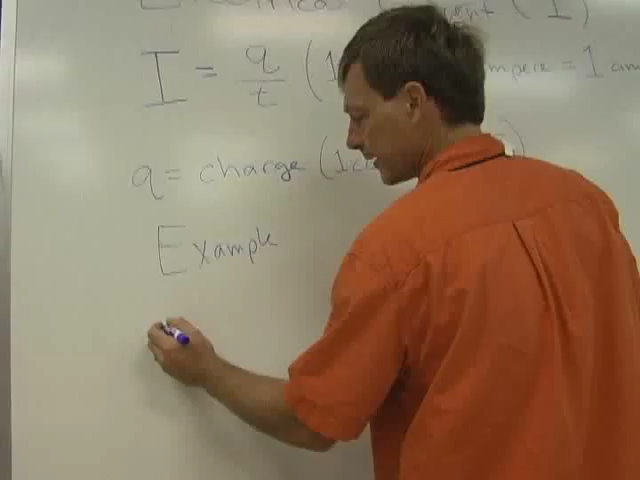 Electrical Current (I)
I = q/t (1 ampere = 1 am
q = charge (1 co
Example